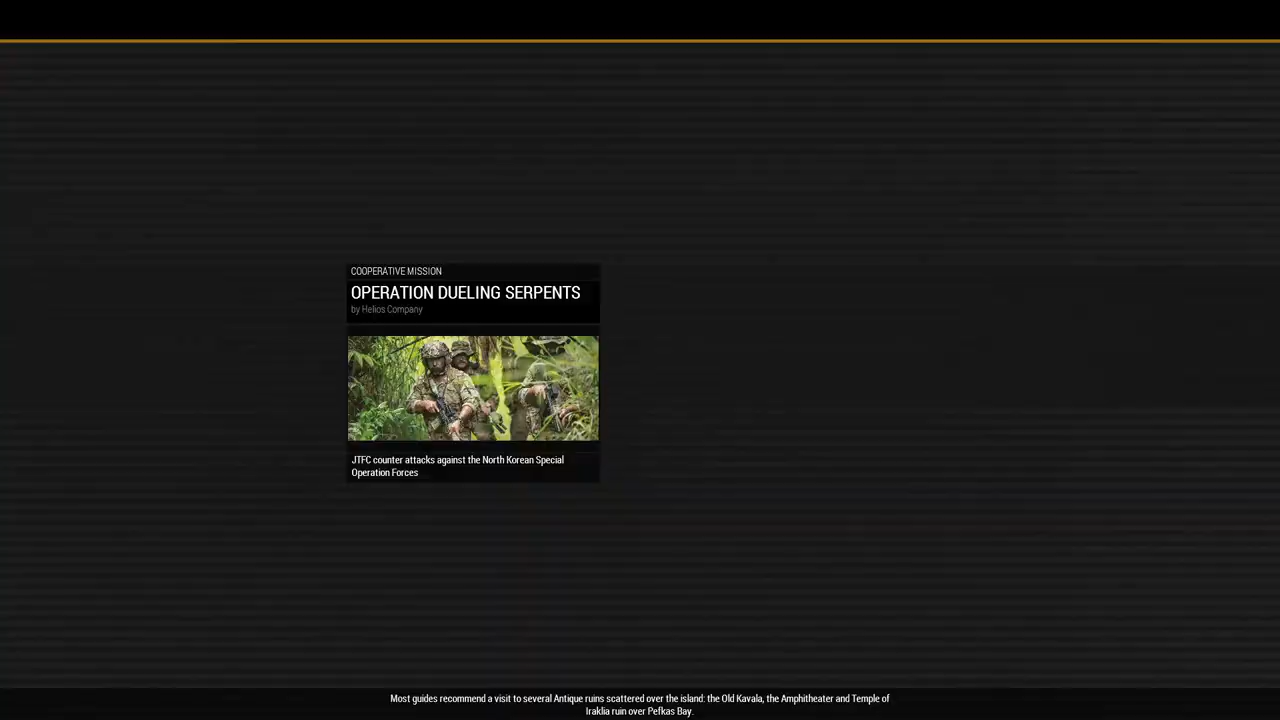 COOPERATIVE MISSION
OPERATION DUELING SERPENTS
by Helios Company
JTFC counter attacks against the North Korean Special
Operation Forces
Most guides recommend a visit to several Antique ruins scattered over the island: the Old Kavala, the Amphitheater and Temple of
Iraklia ruin over Pefkas Bay.